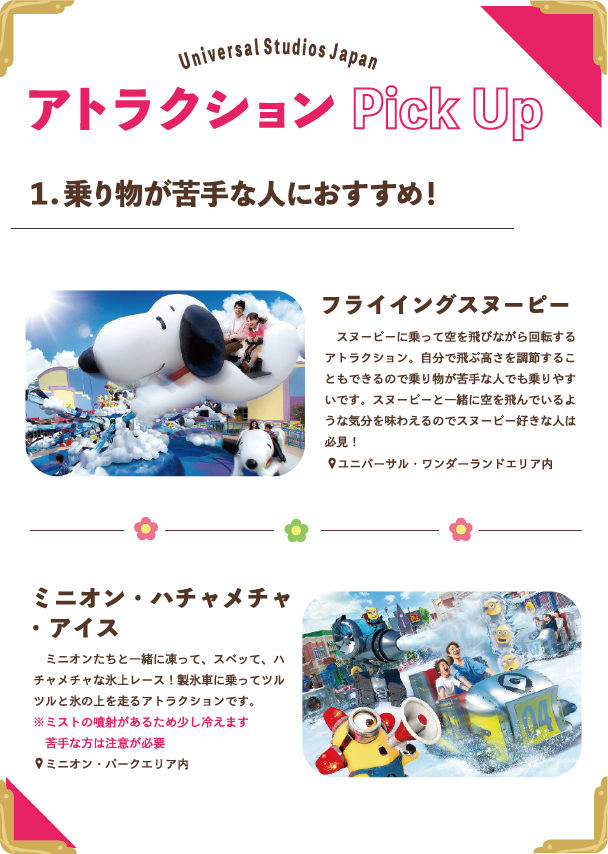 Universal Studios Japan
アトラクション Pick Up
1. 乗り物が苦手な人におすすめ!
フライイングスヌーピー
スヌーピーに乗って空を飛びながら回転する
アトラクション。自分で飛ぶ高さを調節するこ
ともできるので乗り物が苦手な人でも乗りやす
いです。スヌーピーと一緒に空を飛んでいるよ
うな気分を味わえるのでスヌーピー好きな人は
必見！
ユニバーサル・ワンダーランドエリア内
ミニオン・ハチャメチャ
・アイス
ミニオンたちと一緒に凍って、スベッて、ハ
チャメチャな氷上レース！製氷車に乗ってツル
ツルと氷の上を走るアトラクションです。
※ミストの噴射があるため少し冷えます
苦手な方は注意が必要
ミニオン・パークエリア内
04